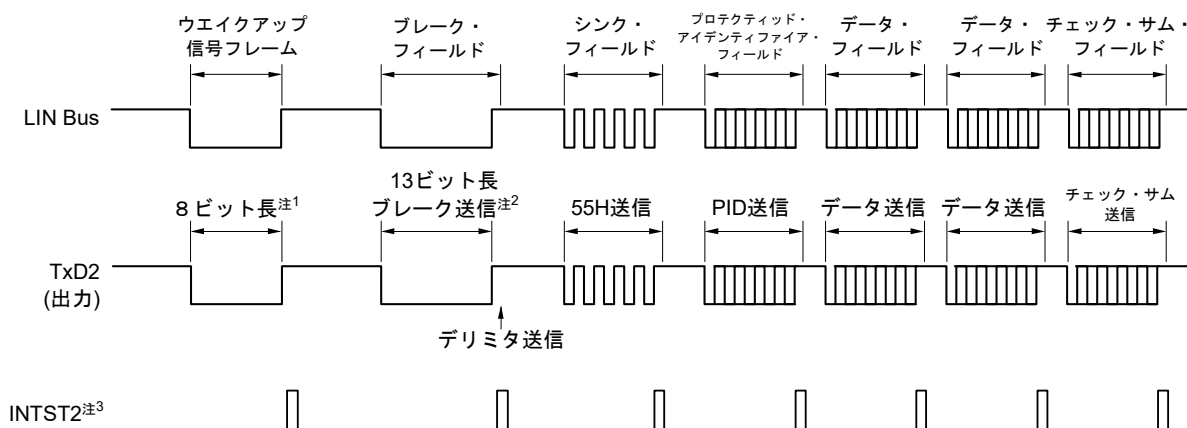 ウエイクアップ
信号フレーム
ブレーク・
フィールド
シンク・
フィールド
プロテクティッド・
アイデンティファイア・
フィールド
データ・
フィールド
データ・
フィールド
チェック・サム・
フィールド
LIN Bus
8 ビット長注1
13ビット長
ブレーク送信注2
55H送信
PID送信
データ送信
データ送信
チェック・サム
送信
TxD2
(出力)
デリミタ送信
INTST2注3